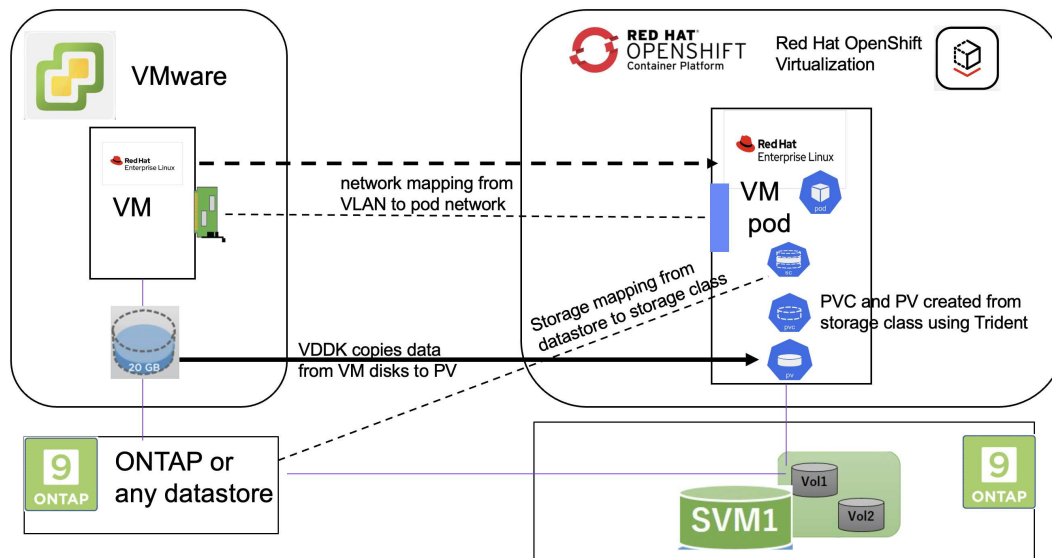 VMware
RED HAT®
OPENSHIFT
Container Platform
Red Hat OpenShift
Virtualization
Red Hat
Enterprise Linux
VM
Red Hat
Enterprise Linux
VM
pod
pod
network mapping from
VLAN to pod network
Storage mapping from
datastore to storage class
sc
pvc
PVC and PV created from
storage class using Trident
20 GB
VDDK copies data
from VM disks to PV
pv
9
ONTAP
ONTAP or
any datastore
SVM1
Vol1
Vol2
9
ONTAP